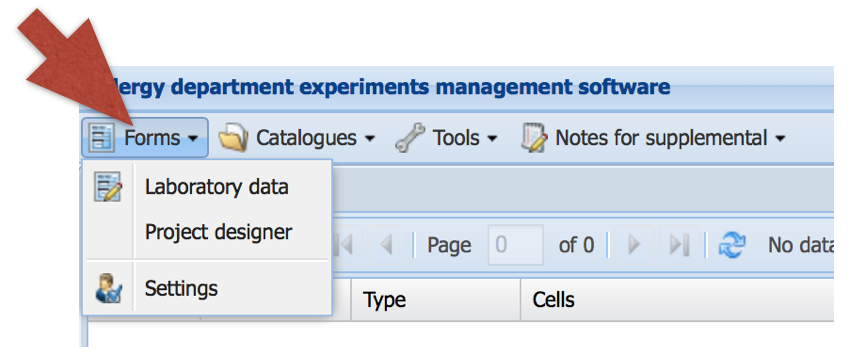 lergy department experiments management software
Forms Catalogues Tools Notes for supplemental
Laboratory data
Project designer
Page 0 of 0 No data
Settings
Type Cells